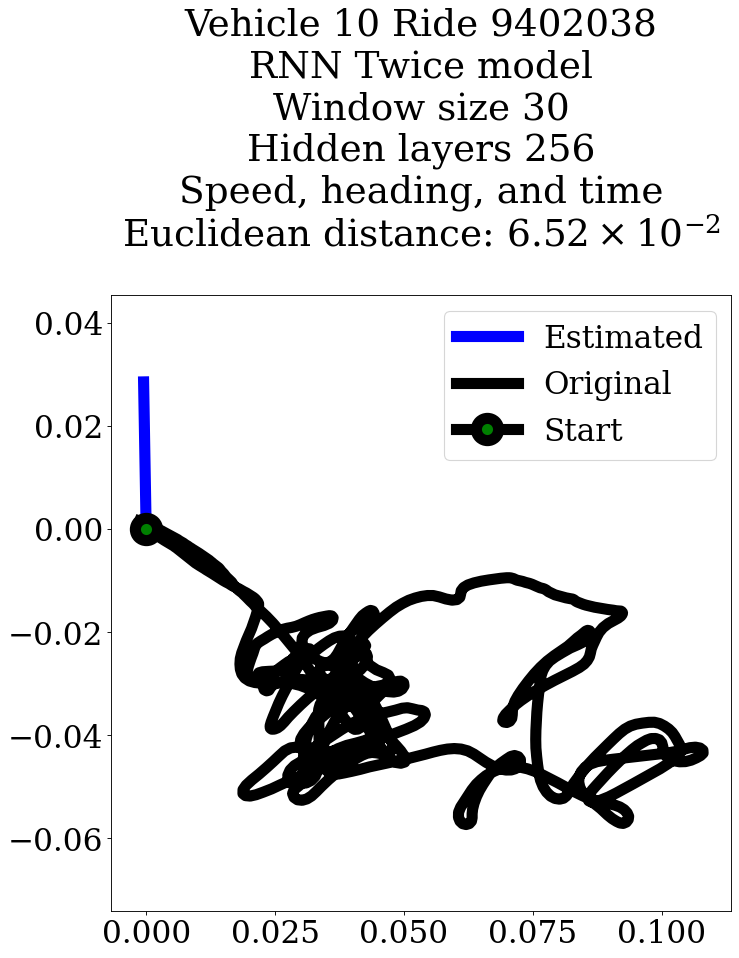 Vehicle 10 Ride 9402038
RNN Twice model
Window size 30
Hidden layers 256
Speed, heading, and time
Euclidean distance: 6.52 × 10⁻²
Estimated
Original
Start
0.04
0.02
0.00
−0.02
−0.04
−0.06
0.000 0.025 0.050 0.075 0.100